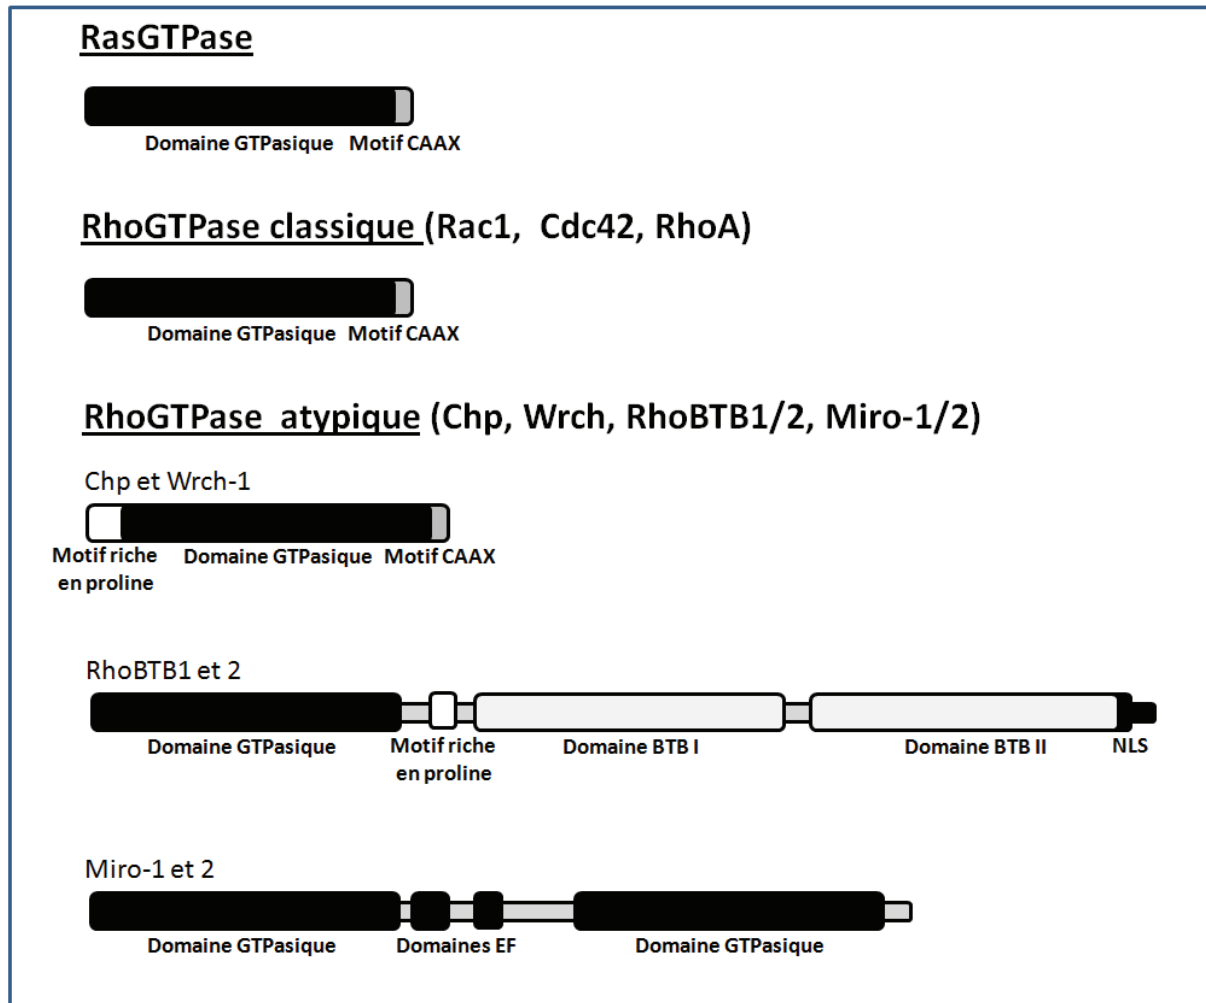 RasGTPase
Domaine GTPasique Motif CAAX
RhoGTPase classique (Rac1, Cdc42, RhoA)
Domaine GTPasique Motif CAAX
RhoGTPase atypique (Chp, Wrch, RhoBTB1/2, Miro-1/2)
Chp et Wrch-1
Motif riche en proline Domaine GTPasique Motif CAAX
RhoBTB1 et 2
Domaine GTPasique Motif riche en proline Domaine BTB I Domaine BTB II NLS
Miro-1 et 2
Domaine GTPasique Domaines EF Domaine GTPasique